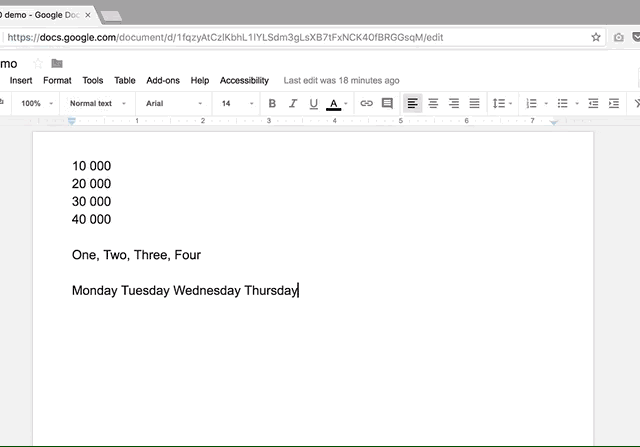 demo - Google Doc
https://docs.google.com/document/d/1fqzyAtCzIKbhL1IYLSdm3gLsXB7tFxNCK40fBRGGsqM/edit
mo
Insert Format Tools Table Add-ons Help Accessibility Last edit was 18 minutes ago
100% Normal text Arial 14 B I U A
1 2 3 4 5 6 7
10 000
20 000
30 000
40 000
One, Two, Three, Four
Monday Tuesday Wednesday Thursday